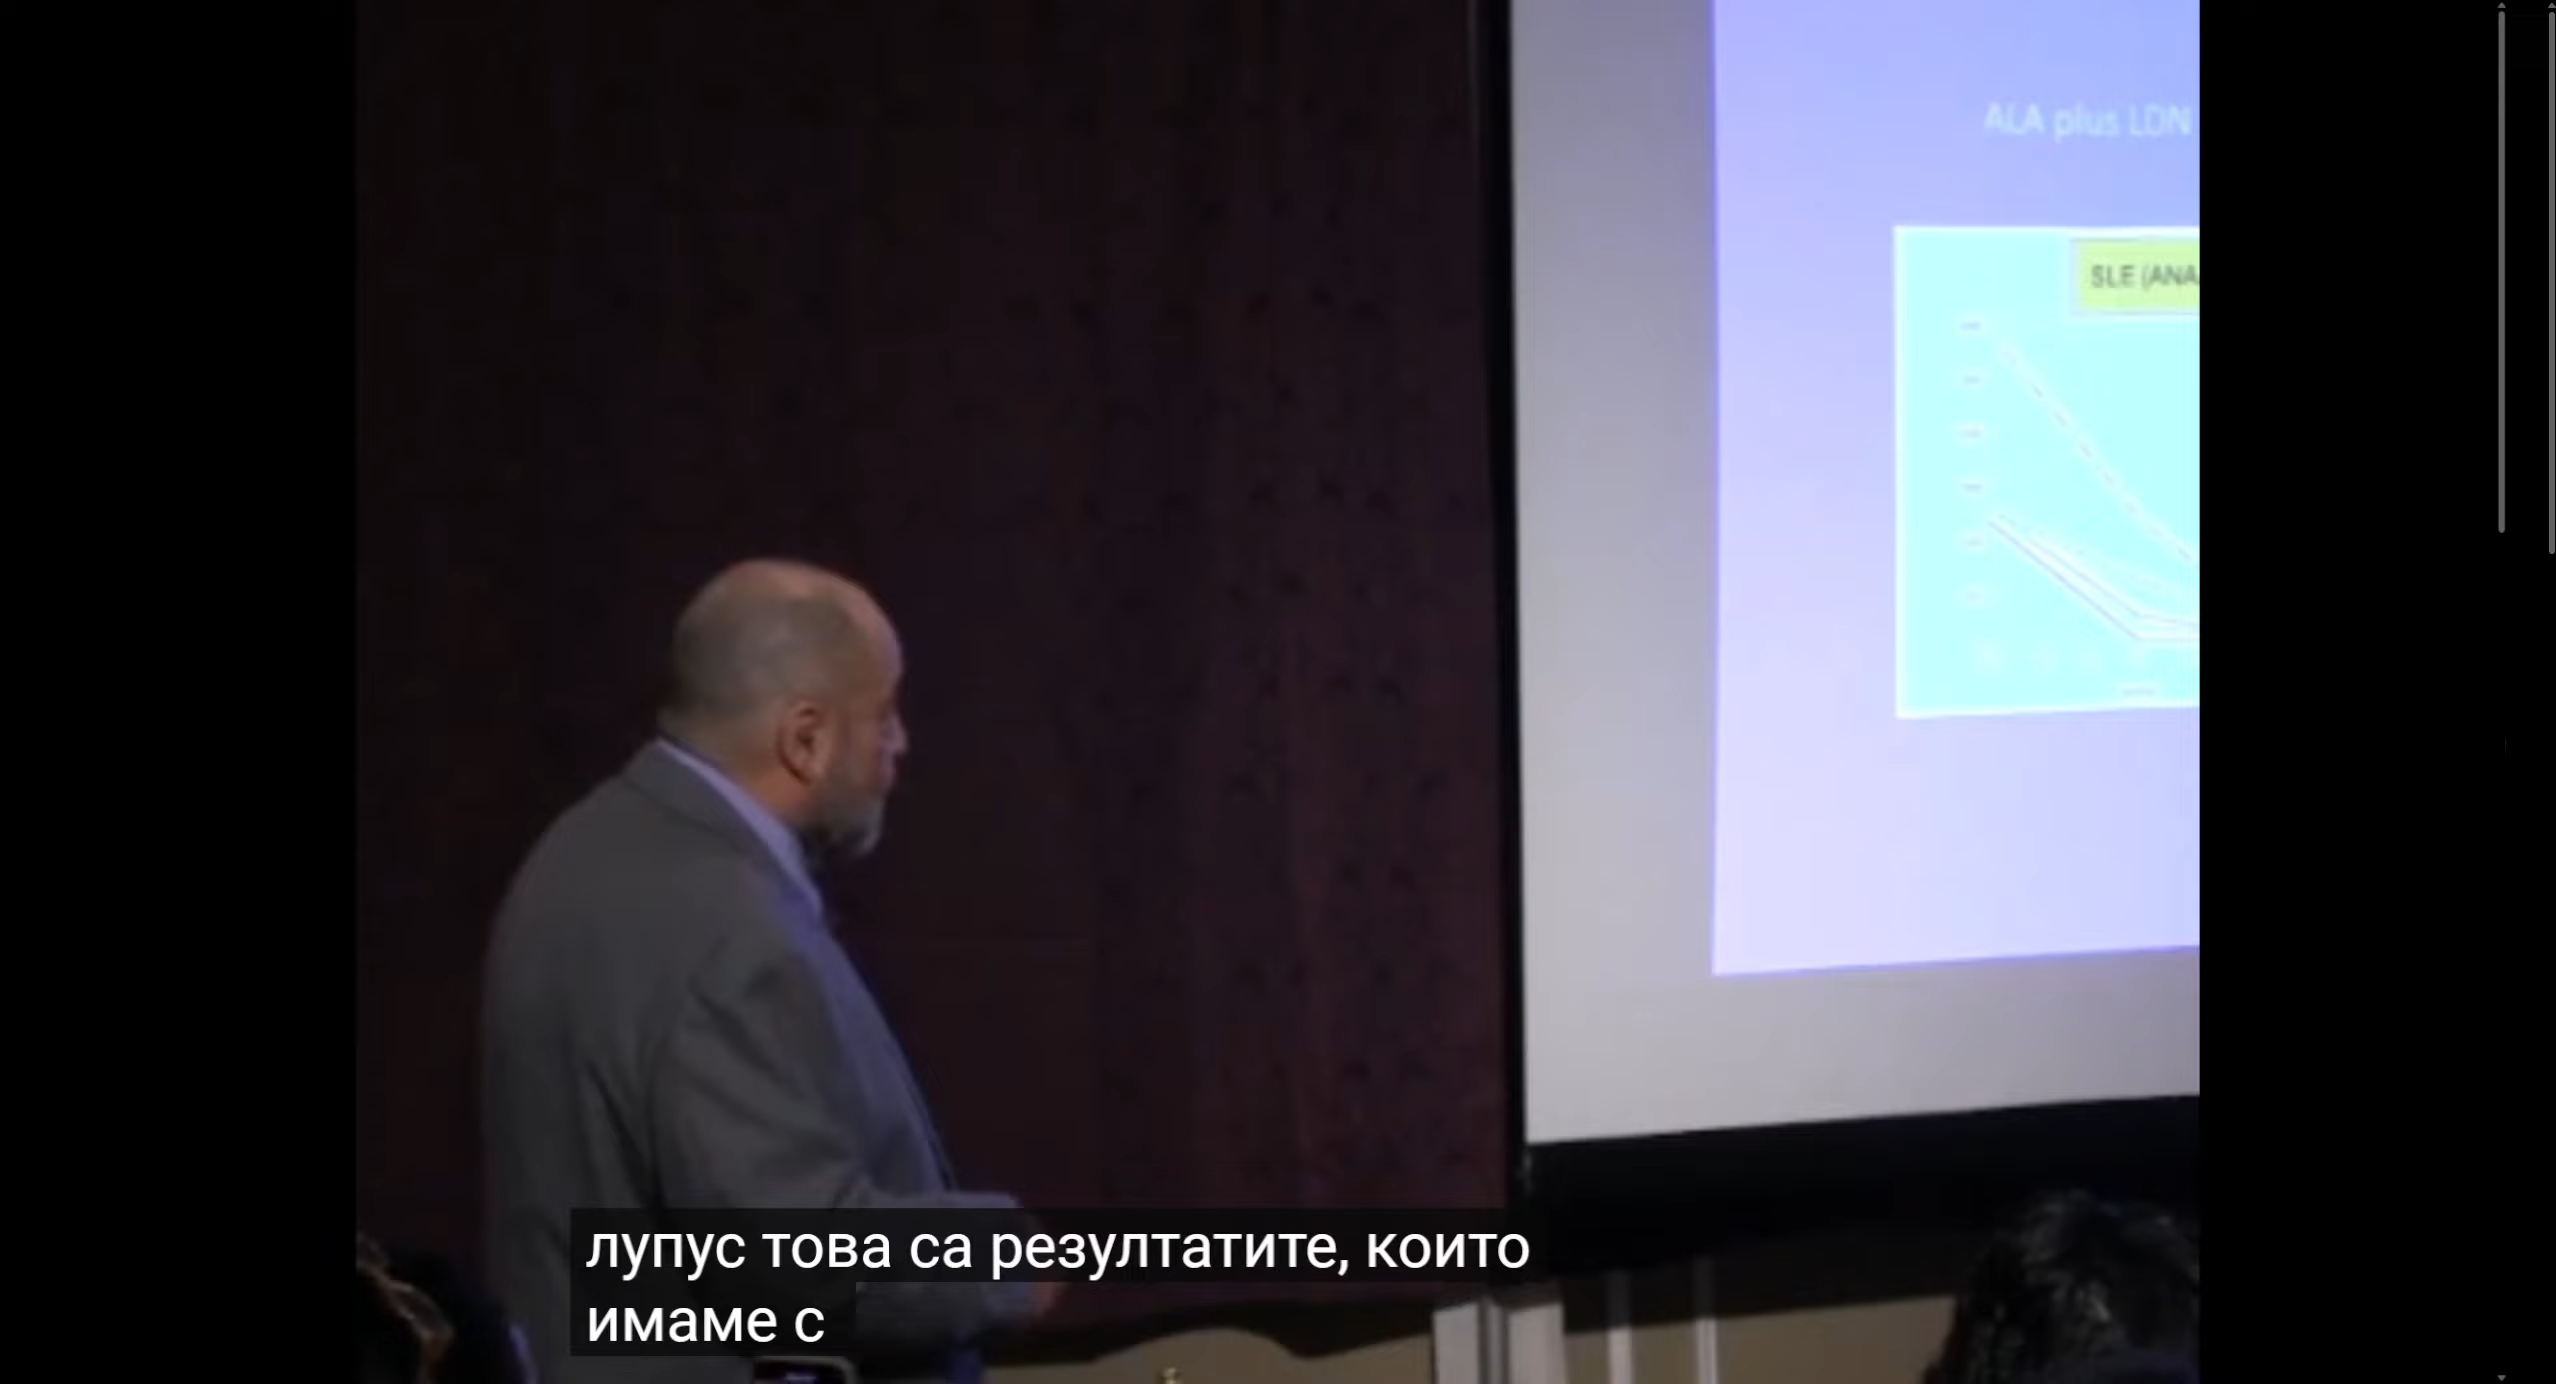 ALA plus LDN
SLE (ANA
лупус това са резултатите, които
имаме с